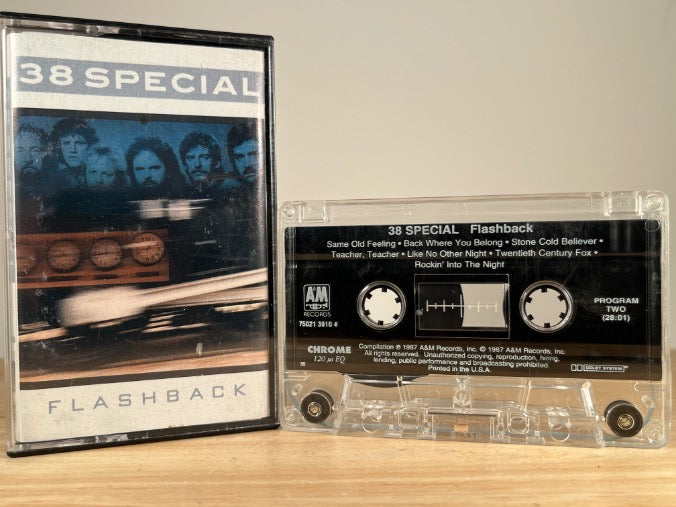 38 SPECIAL
FLASHBACK
38 SPECIAL Flashback
Same Old Feeling • Back Where You Belong • Stone Cold Believer •
Teacher, Teacher • Like No Other Night • Twentieth Century Fox •
Rockin' Into The Night
A&M
RECORDS
75021 3910 4
PROGRAM
TWO
(28:01)
CHROME
120 µs EQ
Compilation ℗ 1987 A&M Records, Inc. © 1987 A&M Records, Inc.
All rights reserved. Unauthorized copying, reproduction, hiring,
lending, public performance and broadcasting prohibited.
Printed in the U.S.A.
DOLBY SYSTEM